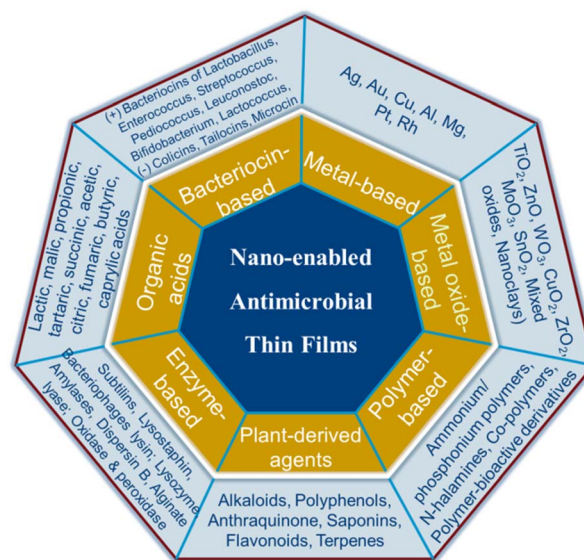 Nano-enabled
Antimicrobial
Thin Films
Bacteriocin-
based
(+) Bacteriocins of Lactobacillus,
Enterococcus, Streptococcus,
Pediococcus, Leuconostoc,
Bifidobacterium, Lactococcus,
(-) Colicins, Tailocins, Microcin
Metal-based
Ag, Au, Cu, Al, Mg,
Pt, Rh
Metal oxide-
based
TiO₂, ZnO, WO₃, CuO₂, ZrO₂,
MoO₃, SnO₂, Mixed
oxides, Nanoclays)
Polymer-
based
Ammonium/
phosphonium polymers,
N-halamines, Co-polymers,
Polymer-bioactive derivatives
Plant-derived
agents
Alkaloids, Polyphenols,
Anthraquinone, Saponins,
Flavonoids, Terpenes
Enzyme-
based
Subtilins, Lysostaphin,
Bacteriophages lysin; Lysozyme
Amylases, Dispersin B, Alginate
lyase; Oxidase & peroxidase
Organic
acids
Lactic, malic, propionic,
tartaric, succinic, acetic,
citric, fumaric, butyric,
caprylic acids